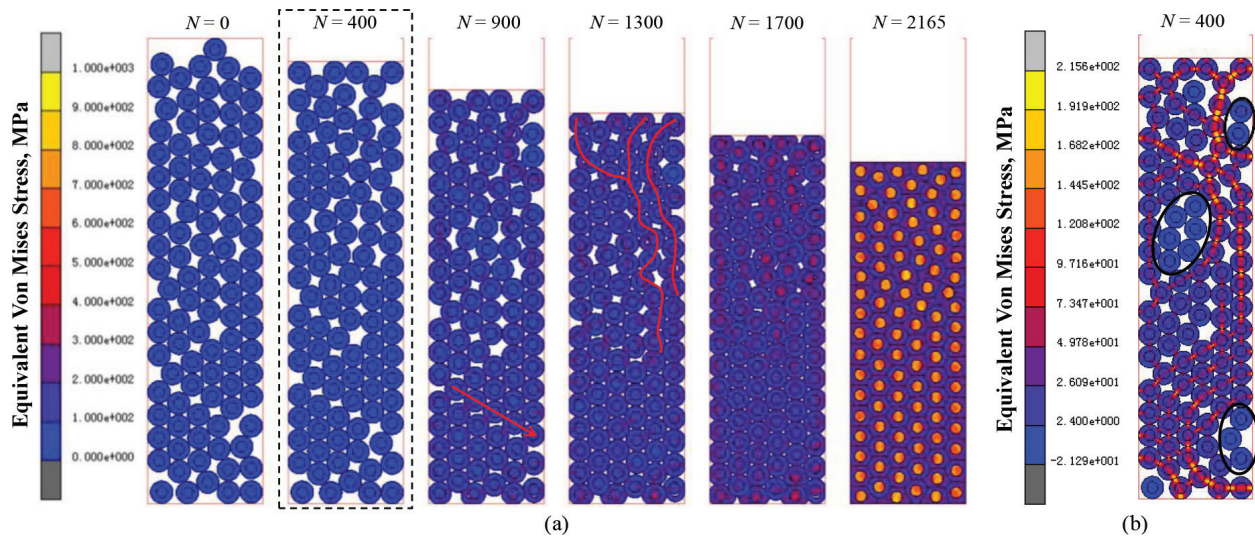 N = 0
N = 400
N = 900
N = 1300
N = 1700
N = 2165
Equivalent Von Mises Stress, MPa
1.000e+003
9.000e+002
8.000e+002
7.000e+002
6.000e+002
5.000e+002
4.000e+002
3.000e+002
2.000e+002
1.000e+002
0.000e+000
(a)
(b)
N = 400
Equivalent Von Mises Stress, MPa
2.156e+002
1.919e+002
1.682e+002
1.445e+002
1.208e+002
9.716e+001
7.347e+001
4.978e+001
2.609e+001
2.400e+000
-2.129e+001
(b)